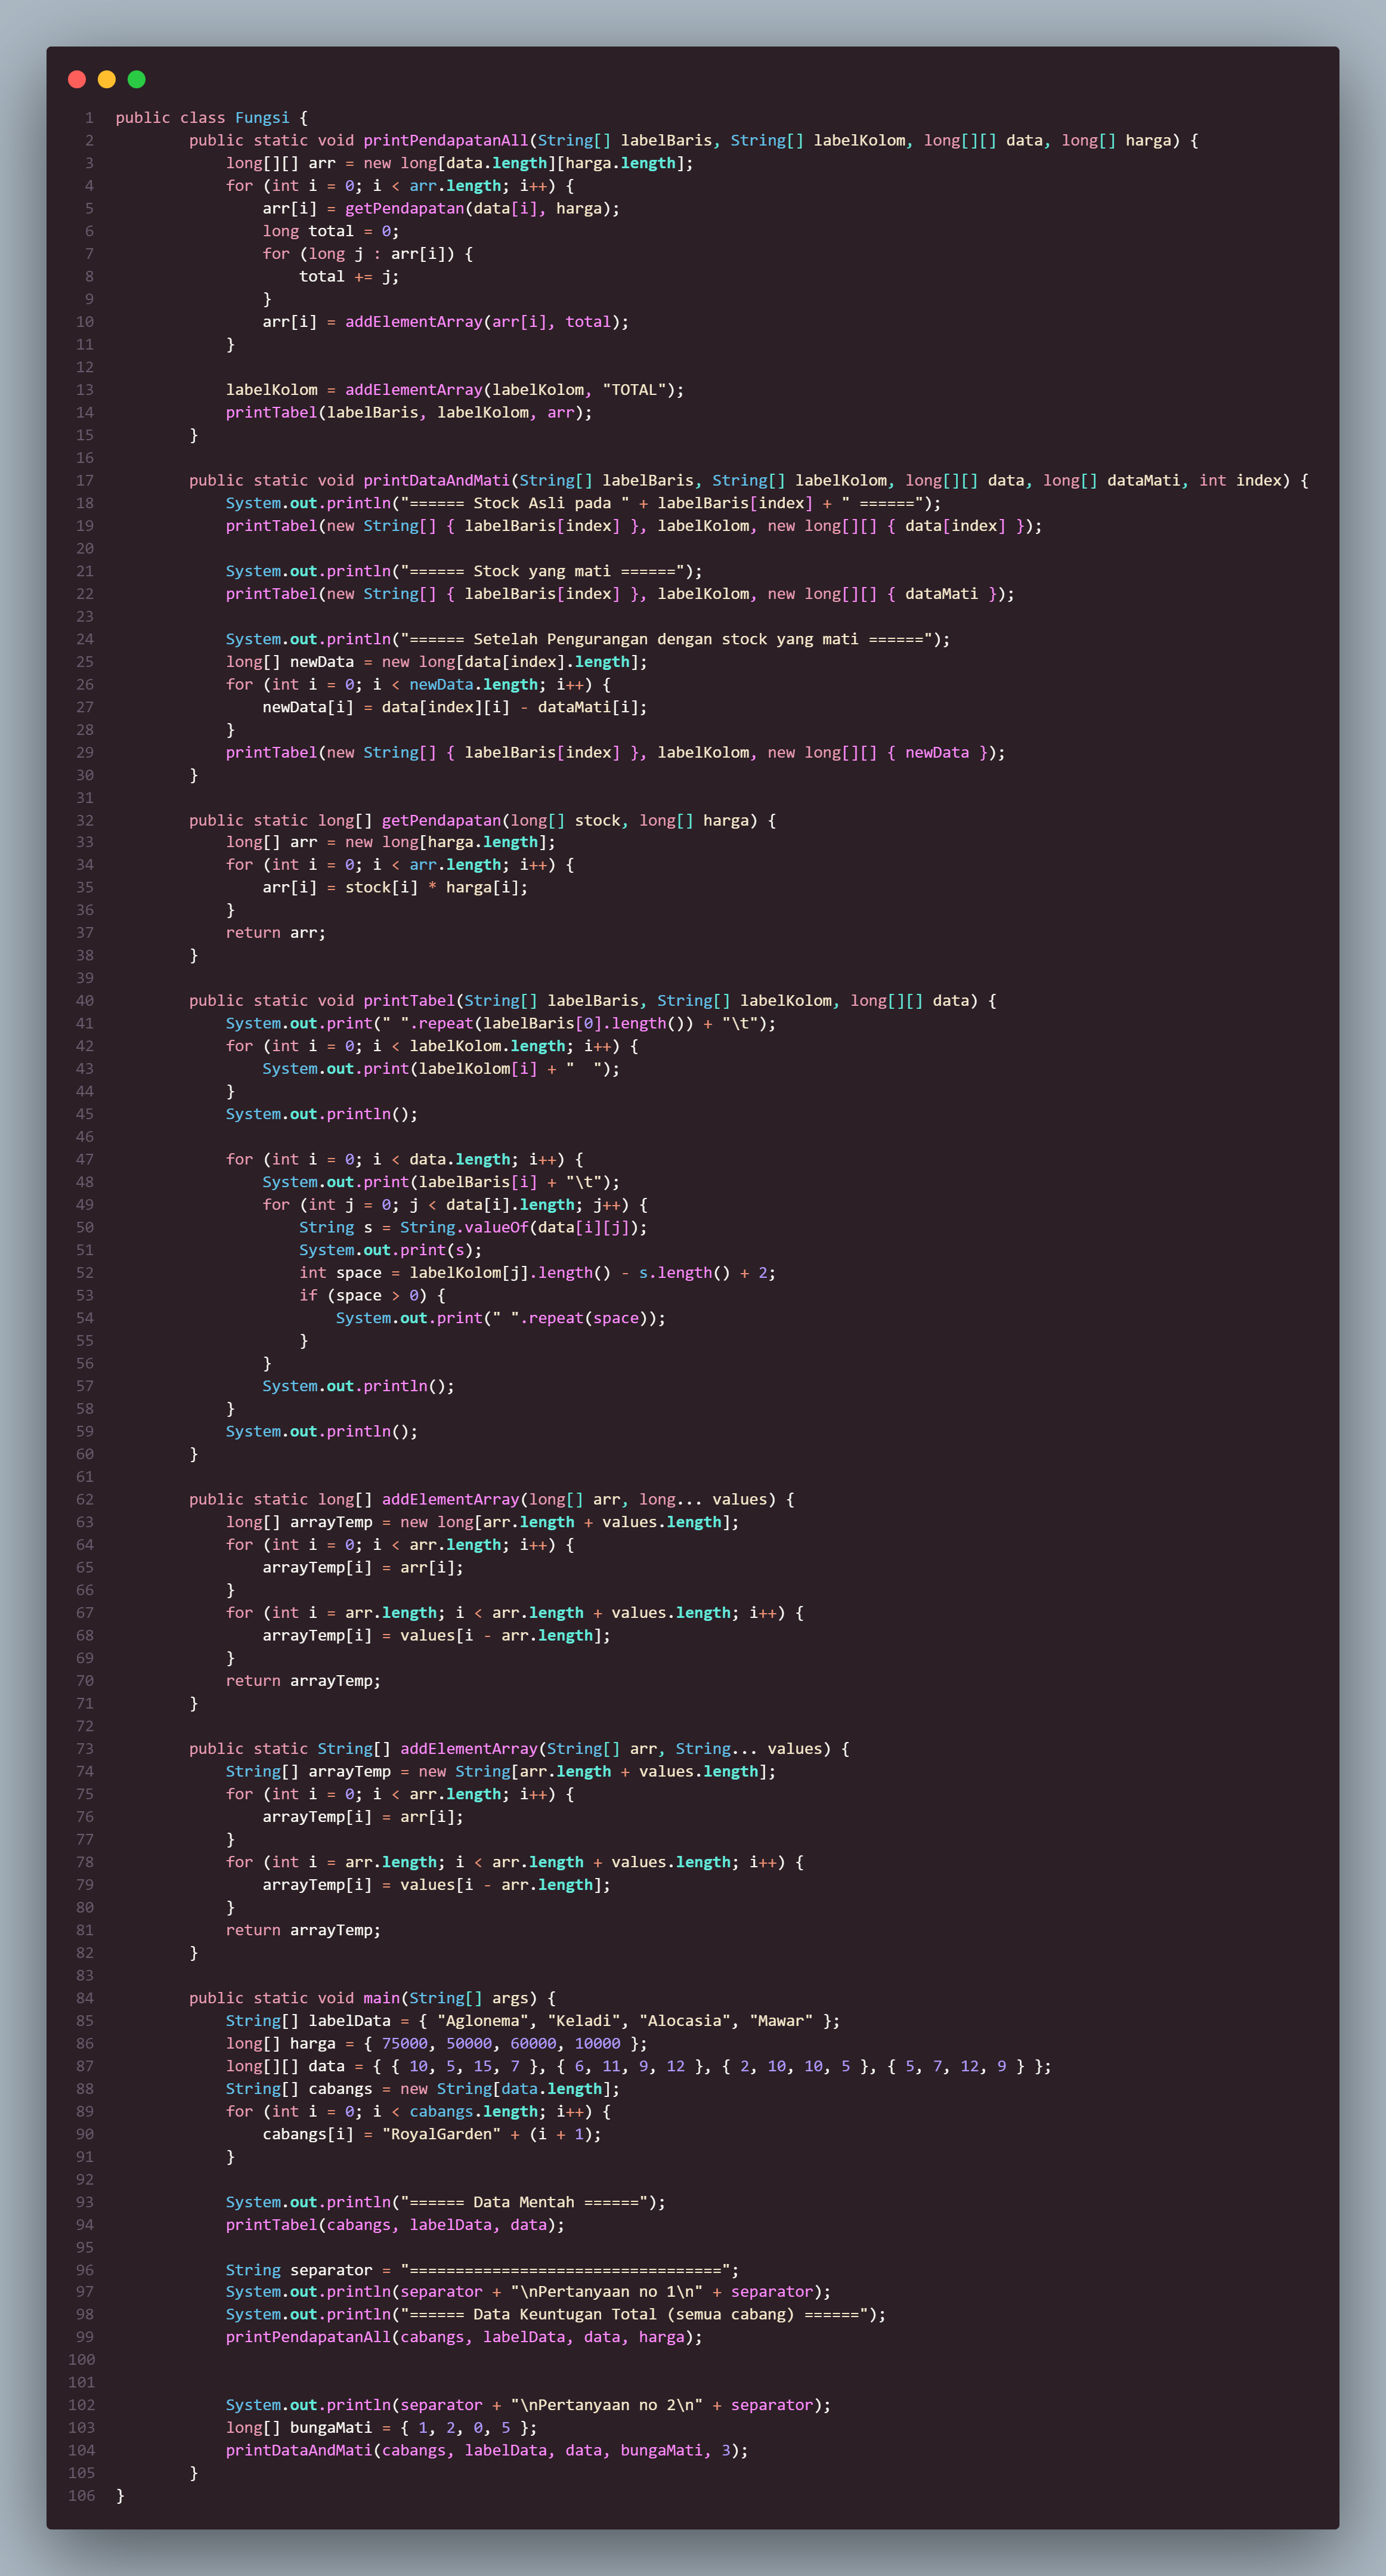 1 public class Fungsi {
2         public static void printPendapatanAll(String[] labelBaris, String[] labelKolom, long[][] data, long[] harga) {
3             long[][] arr = new long[data.length][harga.length];
4             for (int i = 0; i < arr.length; i++) {
5                 arr[i] = getPendapatan(data[i], harga);
6                 long total = 0;
7                 for (long j : arr[i]) {
8                     total += j;
9                 }
10                 arr[i] = addElementArray(arr[i], total);
11             }
12
13             labelKolom = addElementArray(labelKolom, "TOTAL");
14             printTabel(labelBaris, labelKolom, arr);
15         }
16
17         public static void printDataAndMati(String[] labelBaris, String[] labelKolom, long[][] data, long[] dataMati, int index) {
18             System.out.println("====== Stock Asli pada " + labelBaris[index] + " ======");
19             printTabel(new String[] { labelBaris[index] }, labelKolom, new long[][] { data[index] });
20
21             System.out.println("====== Stock yang mati ======");
22             printTabel(new String[] { labelBaris[index] }, labelKolom, new long[][] { dataMati });
23
24             System.out.println("====== Setelah Pengurangan dengan stock yang mati ======");
25             long[] newData = new long[data[index].length];
26             for (int i = 0; i < newData.length; i++) {
27                 newData[i] = data[index][i] - dataMati[i];
28             }
29             printTabel(new String[] { labelBaris[index] }, labelKolom, new long[][] { newData });
30         }
31
32         public static long[] getPendapatan(long[] stock, long[] harga) {
33             long[] arr = new long[harga.length];
34             for (int i = 0; i < arr.length; i++) {
35                 arr[i] = stock[i] * harga[i];
36             }
37             return arr;
38         }
39
40         public static void printTabel(String[] labelBaris, String[] labelKolom, long[][] data) {
41             System.out.print(" ".repeat(labelBaris[0].length()) + "\t");
42             for (int i = 0; i < labelKolom.length; i++) {
43                 System.out.print(labelKolom[i] + "  ");
44             }
45             System.out.println();
46
47             for (int i = 0; i < data.length; i++) {
48                 System.out.print(labelBaris[i] + "\t");
49                 for (int j = 0; j < data[i].length; j++) {
50                     String s = String.valueOf(data[i][j]);
51                     System.out.print(s);
52                     int space = labelKolom[j].length() - s.length() + 2;
53                     if (space > 0) {
54                         System.out.print(" ".repeat(space));
55                     }
56                 }
57                 System.out.println();
58             }
59             System.out.println();
60         }
61
62         public static long[] addElementArray(long[] arr, long... values) {
63             long[] arrayTemp = new long[arr.length + values.length];
64             for (int i = 0; i < arr.length; i++) {
65                 arrayTemp[i] = arr[i];
66             }
67             for (int i = arr.length; i < arr.length + values.length; i++) {
68                 arrayTemp[i] = values[i - arr.length];
69             }
70             return arrayTemp;
71         }
72
73         public static String[] addElementArray(String[] arr, String... values) {
74             String[] arrayTemp = new String[arr.length + values.length];
75             for (int i = 0; i < arr.length; i++) {
76                 arrayTemp[i] = arr[i];
77             }
78             for (int i = arr.length; i < arr.length + values.length; i++) {
79                 arrayTemp[i] = values[i - arr.length];
80             }
81             return arrayTemp;
82         }
83
84         public static void main(String[] args) {
85             String[] labelData = { "Aglonema", "Keladi", "Alocasia", "Mawar" };
86             long[] harga = { 75000, 50000, 60000, 10000 };
87             long[][] data = { { 10, 5, 15, 7 }, { 6, 11, 9, 12 }, { 2, 10, 10, 5 }, { 5, 7, 12, 9 } };
88             String[] cabangs = new String[data.length];
89             for (int i = 0; i < cabangs.length; i++) {
90                 cabangs[i] = "RoyalGarden" + (i + 1);
91             }
92
93             System.out.println("====== Data Mentah ======");
94             printTabel(cabangs, labelData, data);
95
96             String separator = "==================================";
97             System.out.println(separator + "\nPertanyaan no 1\n" + separator);
98             System.out.println("====== Data Keuntugan Total (semua cabang) ======");
99             printPendapatanAll(cabangs, labelData, data, harga);
100
101
102             System.out.println(separator + "\nPertanyaan no 2\n" + separator);
103             long[] bungaMati = { 1, 2, 0, 5 };
104             printDataAndMati(cabangs, labelData, data, bungaMati, 3);
105         }
106 }